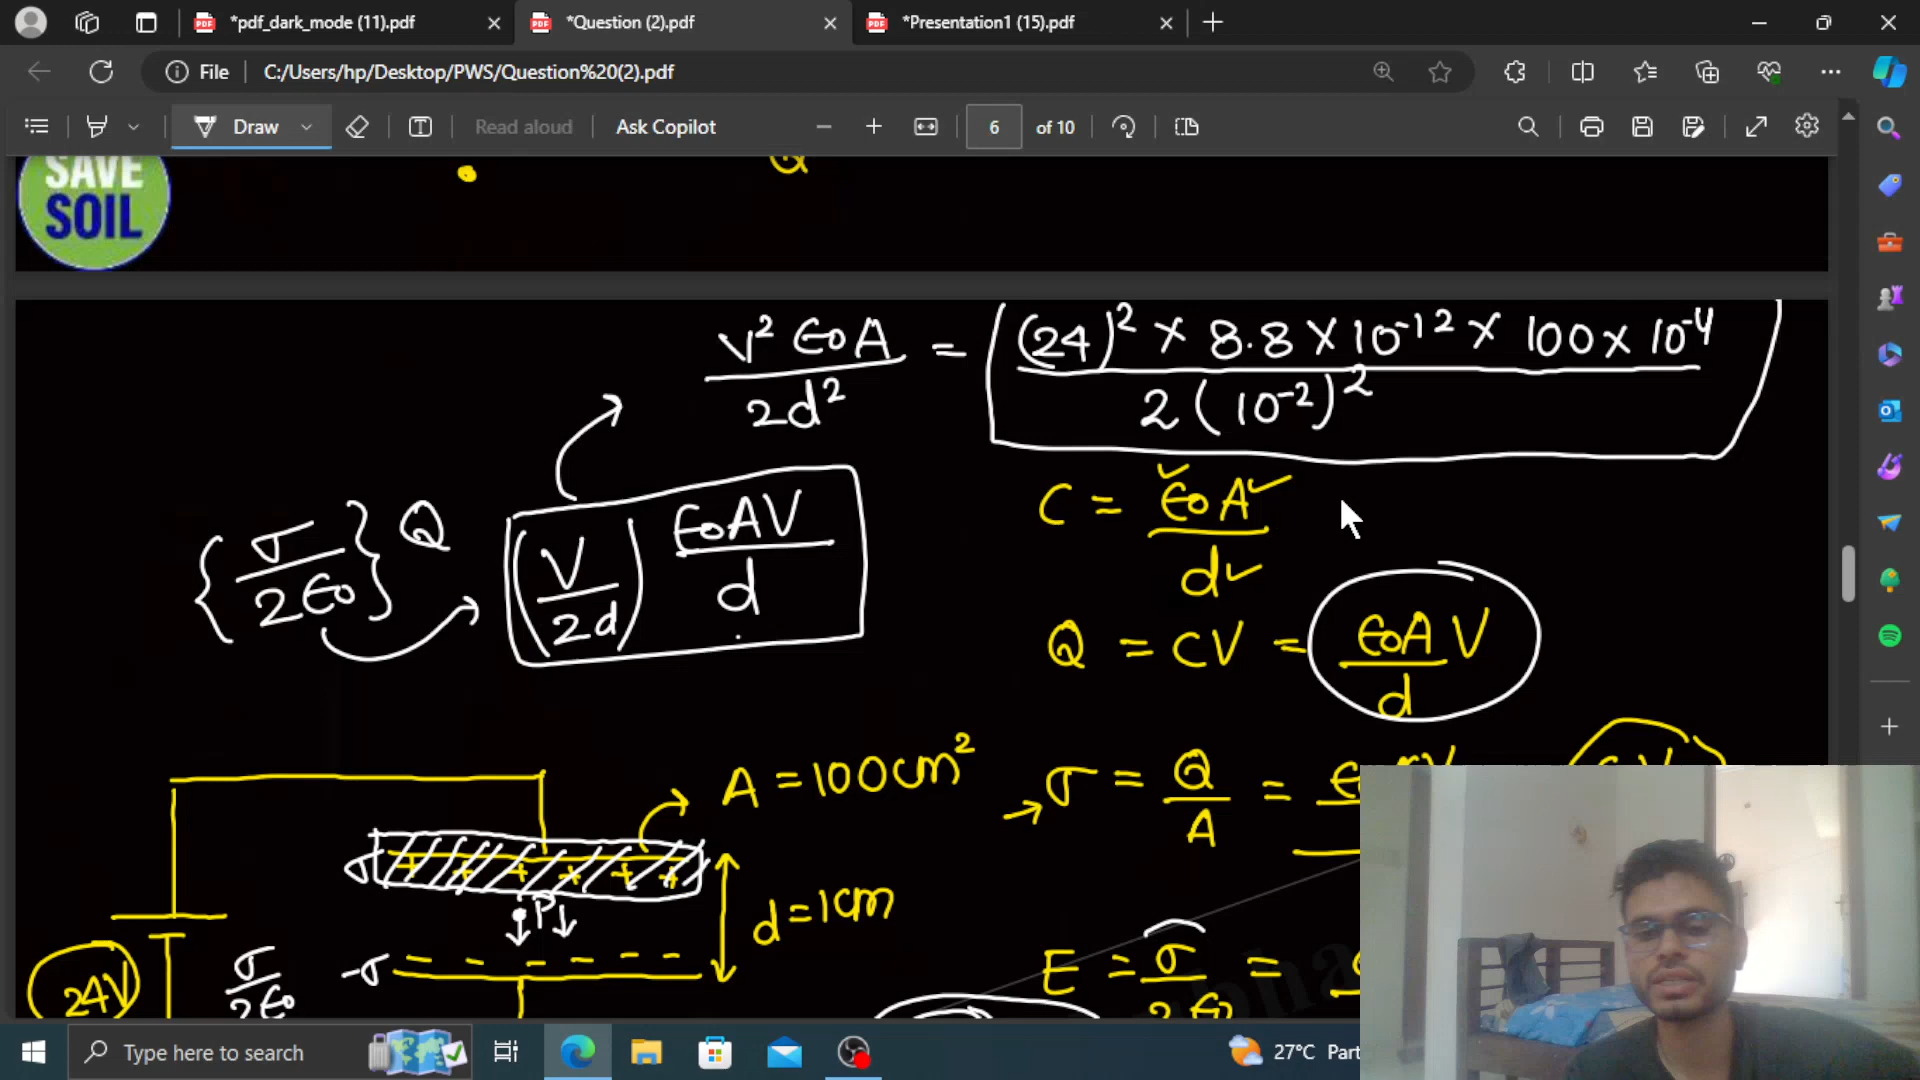 *pdf_dark_mode (11).pdf
*Question (2).pdf
*Presentation1 (15).pdf
File
C:/Users/hp/Desktop/PWS/Question%20(2).pdf
Draw
Read aloud
Ask Copilot
6
of 10
SAVE
SOIL
V² ε₀A / 2d² = (24)² × 8.8 × 10⁻¹² × 100 × 10⁻⁴ / 2(10⁻²)²
C = ε₀A / d
{σ / 2ε₀} Q
(V / 2d) ε₀AV / d
Q = CV = ε₀A V / d
A = 100cm²
σ = Q / A =
σ
P
d = 1cm
24V
σ / 2ε₀
-σ
E = σ / 2ε₀ =
Type here to search
27°C